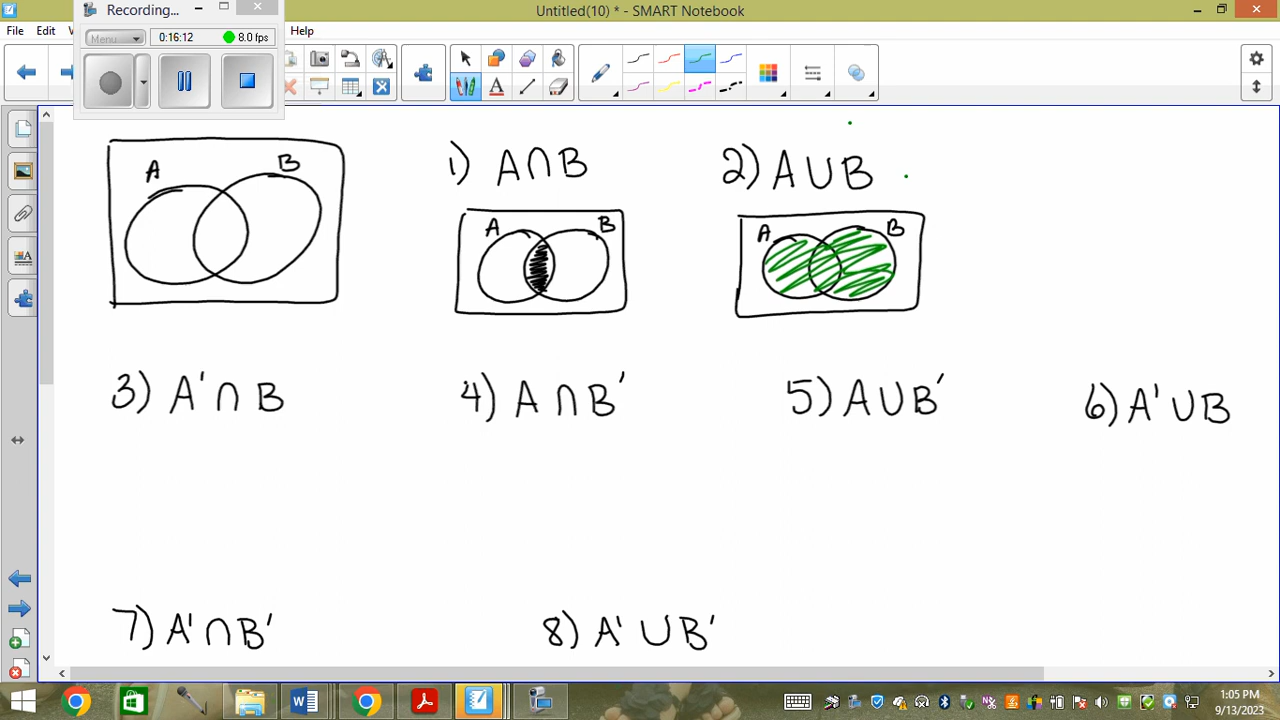 Recording...
Untitled(10) * - SMART Notebook
File Edit Help
Menu
0:16:12
8.0 fps
A B
1) A∩B
2) A∪B
A B
A B
3) A'∩B
4) A∩B'
5) A∪B'
6) A'∪B
7) A'∩B'
8) A'∪B'
1:05 PM
9/13/2023